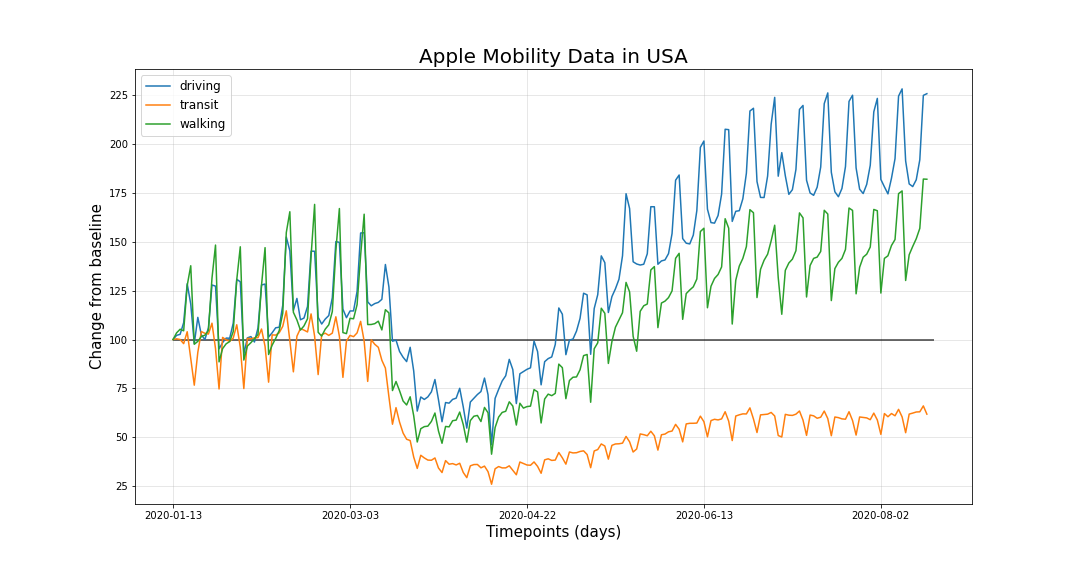 Apple Mobility Data in USA
driving
transit
walking
Change from baseline
225
200
175
150
125
100
75
50
25
2020-01-13 2020-03-03 2020-04-22 2020-06-13 2020-08-02
Timepoints (days)